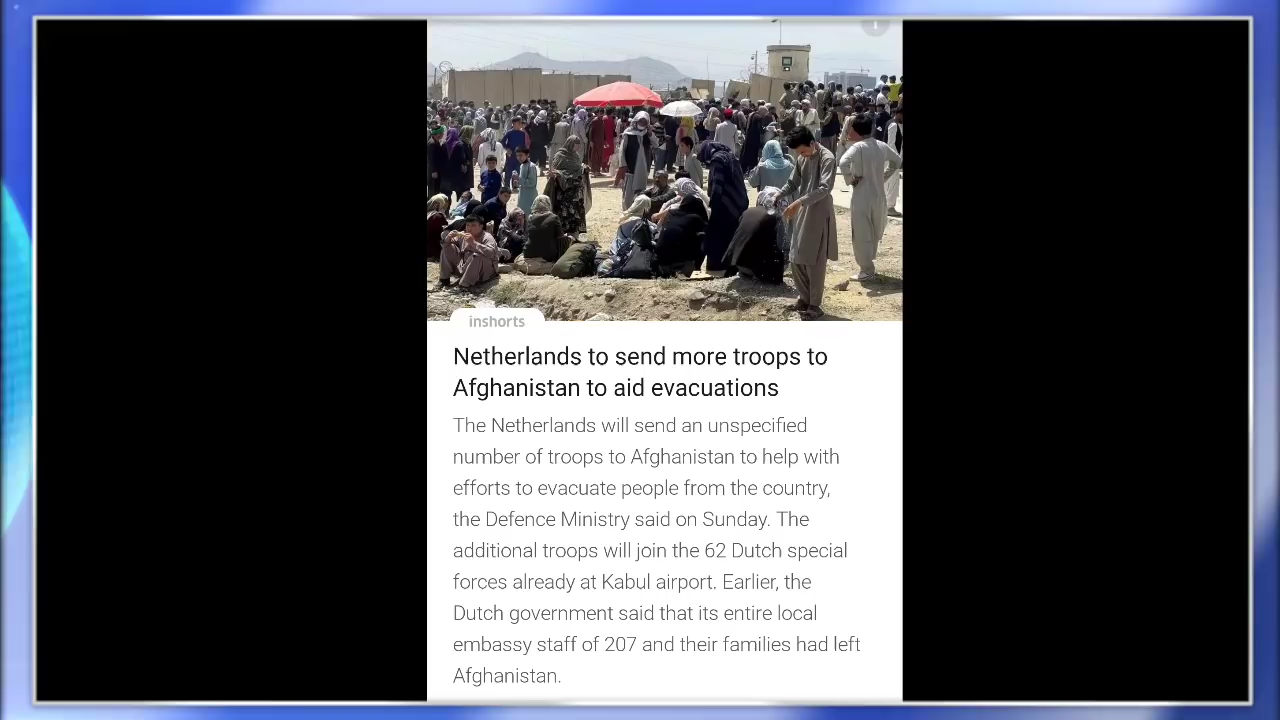 inshorts
Netherlands to send more troops to
Afghanistan to aid evacuations
The Netherlands will send an unspecified
number of troops to Afghanistan to help with
efforts to evacuate people from the country,
the Defence Ministry said on Sunday. The
additional troops will join the 62 Dutch special
forces already at Kabul airport. Earlier, the
Dutch government said that its entire local
embassy staff of 207 and their families had left
Afghanistan.